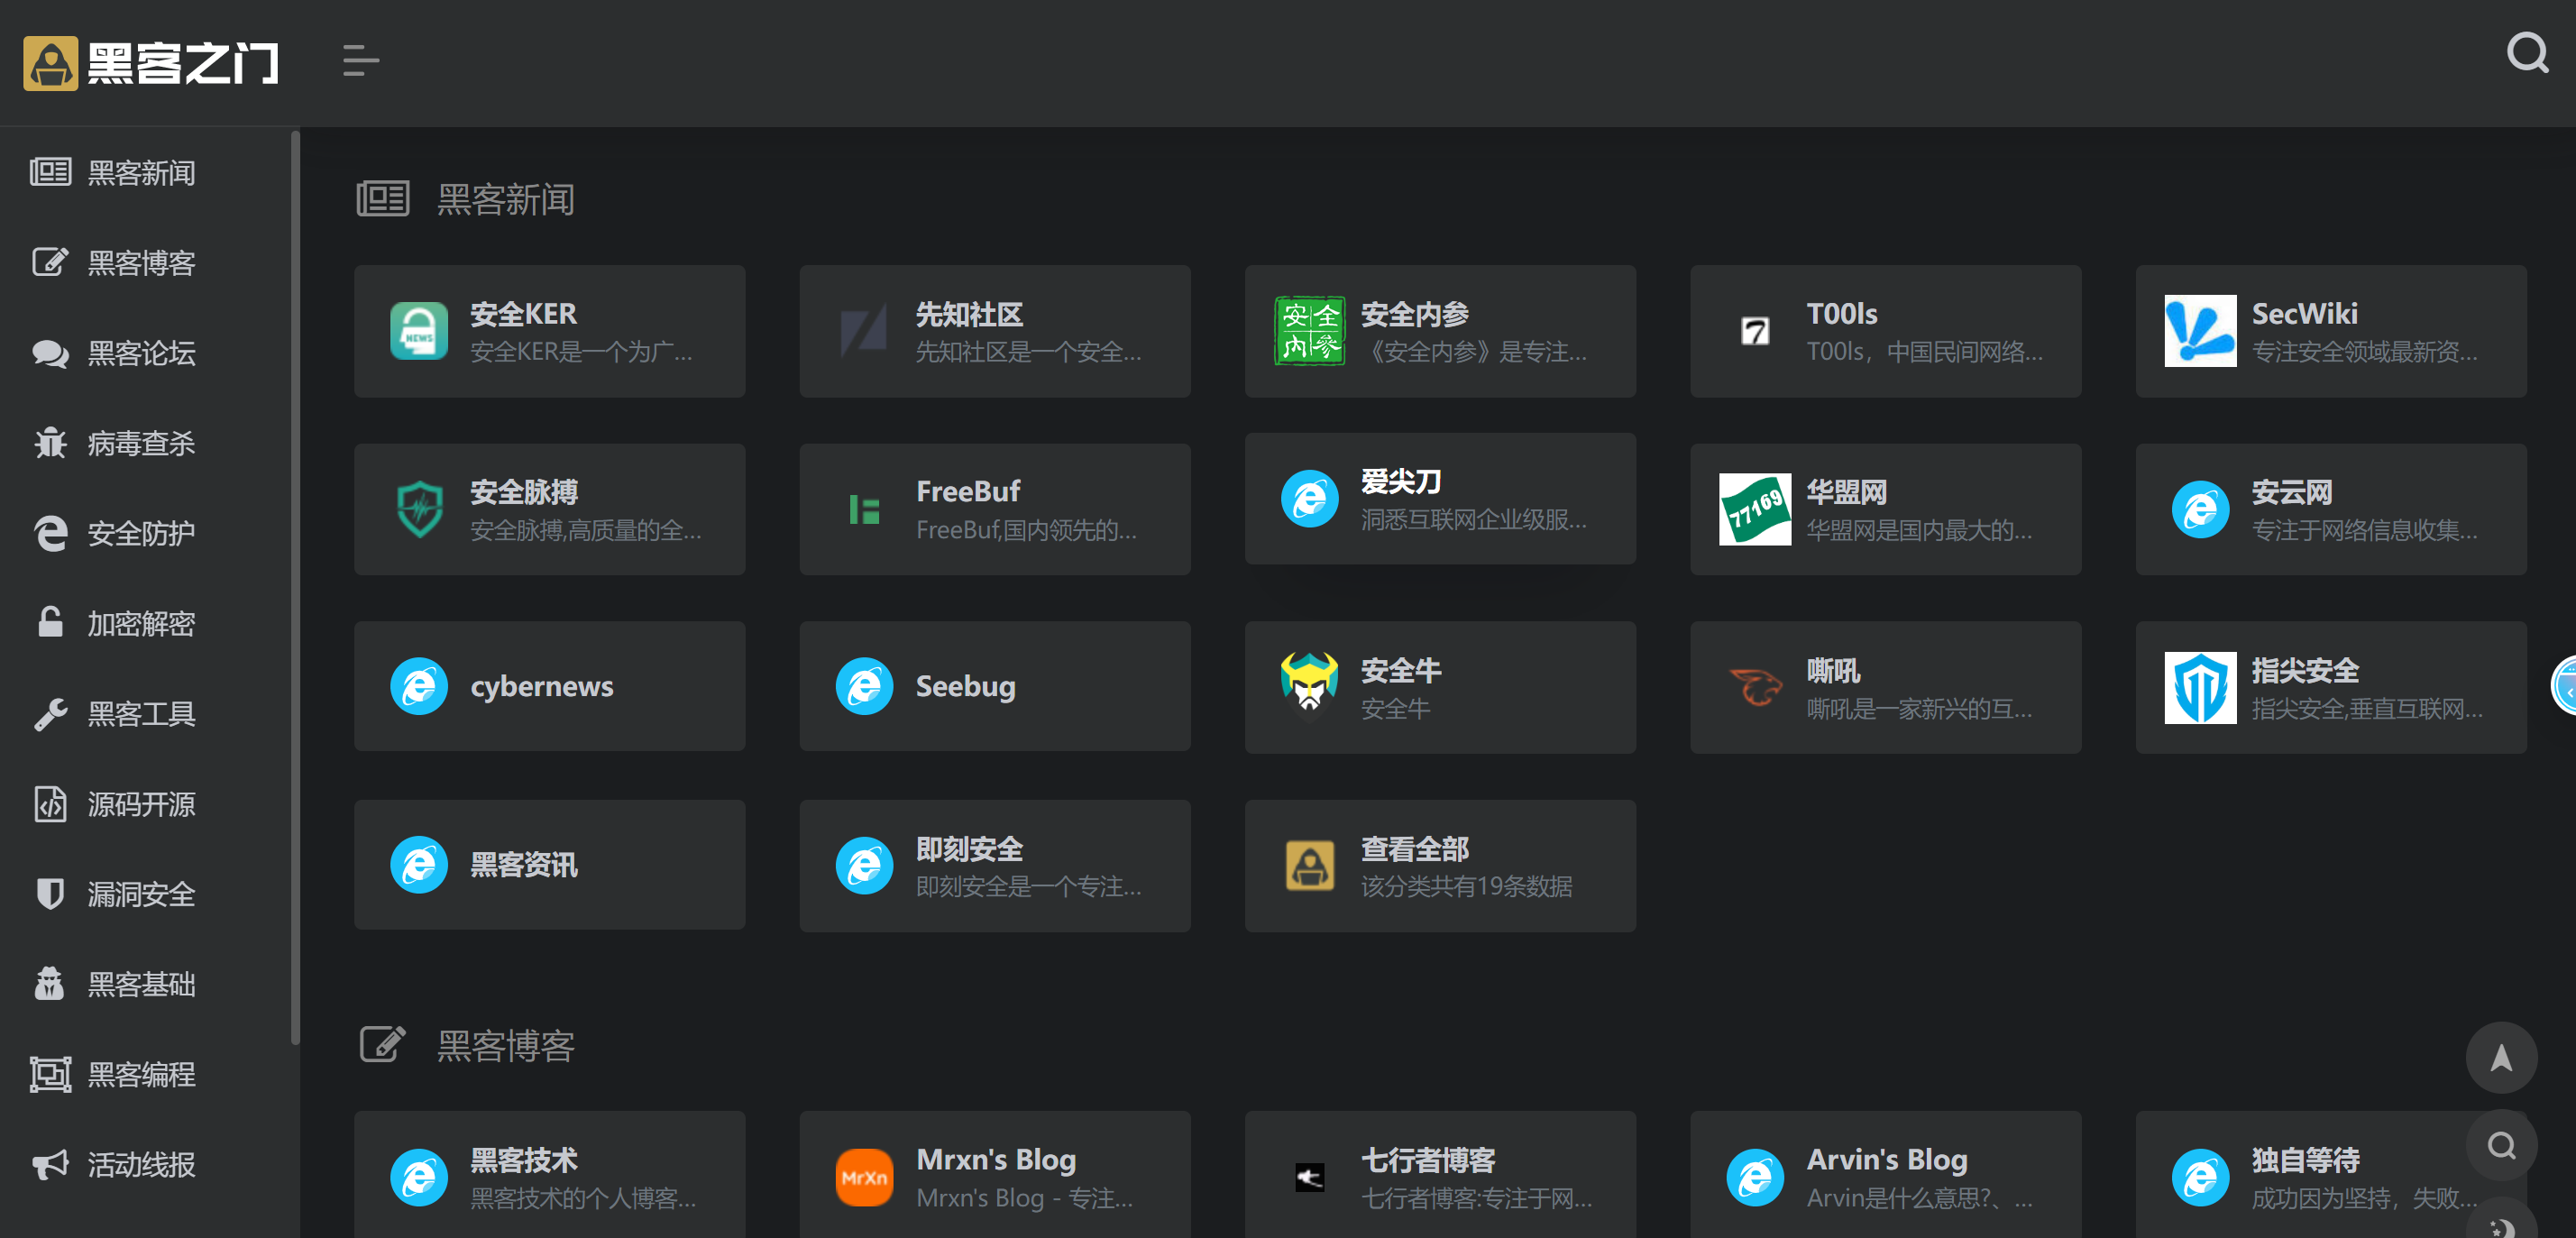 黑客之门
黑客新闻
黑客博客
黑客论坛
病毒查杀
安全防护
加密解密
黑客工具
源码开源
漏洞安全
黑客基础
黑客编程
活动线报
黑客新闻
安全KER
安全KER是一个为广...
先知社区
先知社区是一个安全...
安全内参
安全内参
《安全内参》是专注...
7
T00ls
T00ls，中国民间网络...
SecWiki
专注安全领域最新资...
NEWS
安全脉搏
安全脉搏,高质量的全...
FreeBuf
FreeBuf,国内领先的...
爱尖刀
洞悉互联网企业级服...
77169
华盟网
华盟网是国内最大的...
安云网
专注于网络信息收集...
cybernews
Seebug
安全牛
安全牛
嘶吼
嘶吼是一家新兴的互...
指尖安全
指尖安全,垂直互联网...
黑客资讯
即刻安全
即刻安全是一个专注...
查看全部
该分类共有19条数据
黑客博客
黑客技术
黑客技术的个人博客...
MrXn
Mrxn's Blog
Mrxn's Blog - 专注...
七行者博客
七行者博客:专注于网...
Arvin's Blog
Arvin是什么意思?、...
独自等待
成功因为坚持，失败...